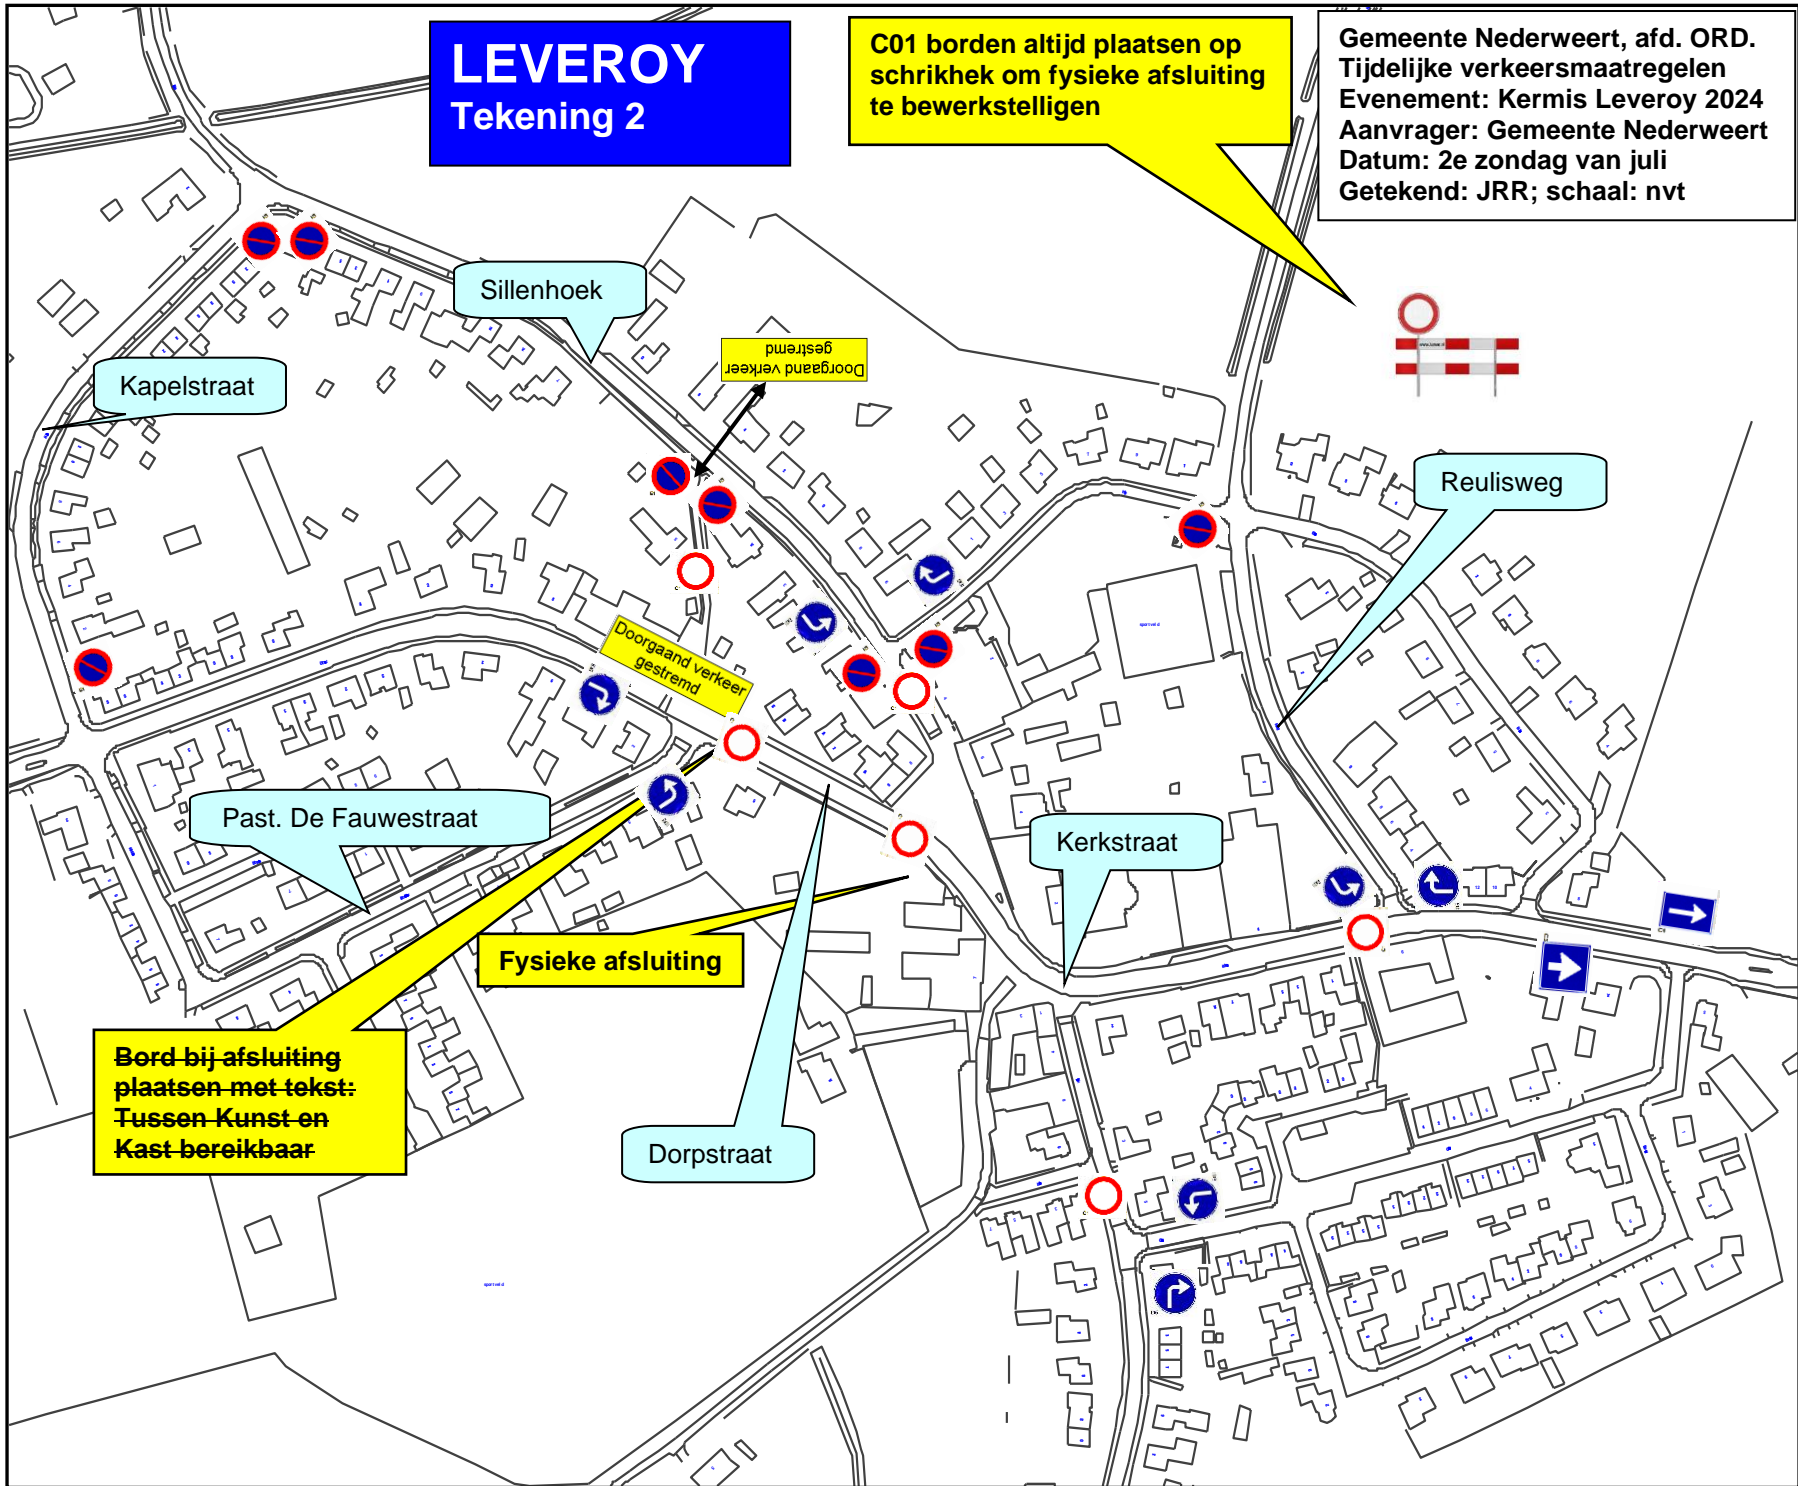 LEVEROY
Tekening 2
C01 borden altijd plaatsen op
schrikhek om fysieke afsluiting
te bewerkstelligen
Gemeente Nederweert, afd. ORD.
Tijdelijke verkeersmaatregelen
Evenement: Kermis Leveroy 2024
Aanvrager: Gemeente Nederweert
Datum: 2e zondag van juli
Getekend: JRR; schaal: nvt
Sillenhoek
Doorgaand verkeer
gestremd
Kapelstraat
Reulisweg
sportveld
Doorgaand verkeer
gestremd
Past. De Fauwestraat
Kerkstraat
Fysieke afsluiting
Bord bij afsluiting
plaatsen met tekst:
Tussen Kunst en
Kast bereikbaar
Dorpstraat
sportveld